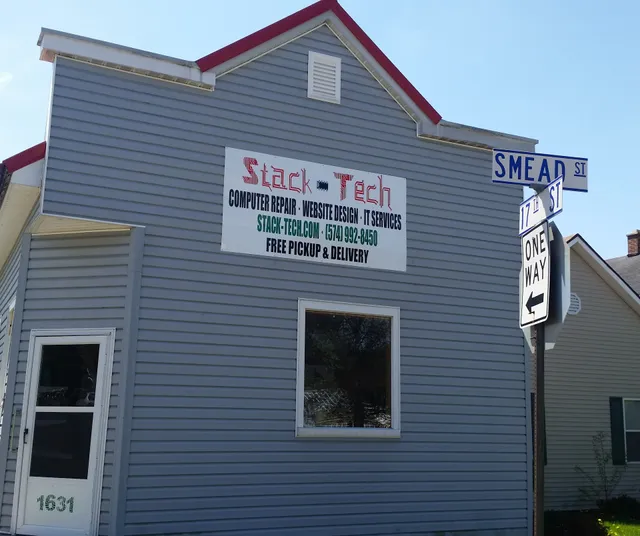 Stack - Tech
COMPUTER REPAIR - WEBSITE DESIGN - IT SERVICES
STACK-TECH.COM - (574) 992-8450
FREE PICKUP & DELIVERY
SMEAD ST
17TH ST
ONE
WAY
1631